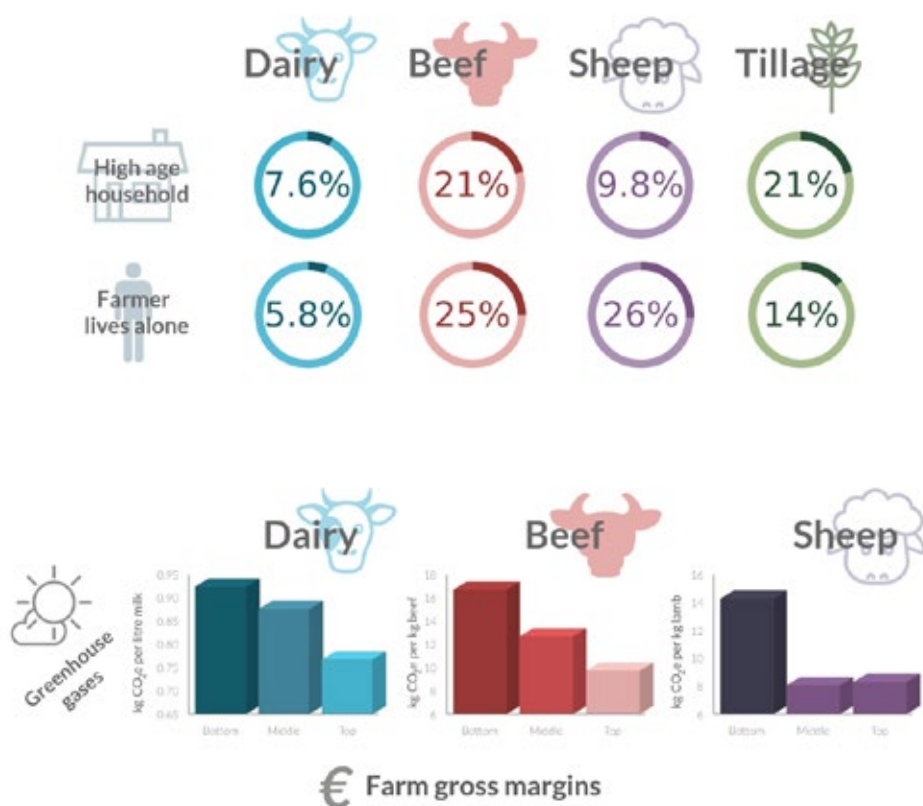 Dairy Beef Sheep Tillage
High age
household
7.6% 21% 9.8% 21%
Farmer
lives alone
5.8% 25% 26% 14%
Dairy Beef Sheep
Greenhouse
gases
kg CO₂e per litre milk
0.95
0.90
0.85
0.80
0.75
0.70
0.65
Bottom Middle Top
kg CO₂e per kg beef
18
16
14
12
10
8
6
Bottom Middle Top
kg CO₂e per kg lamb
16
14
12
10
8
6
Bottom Middle Top
€ Farm gross margins